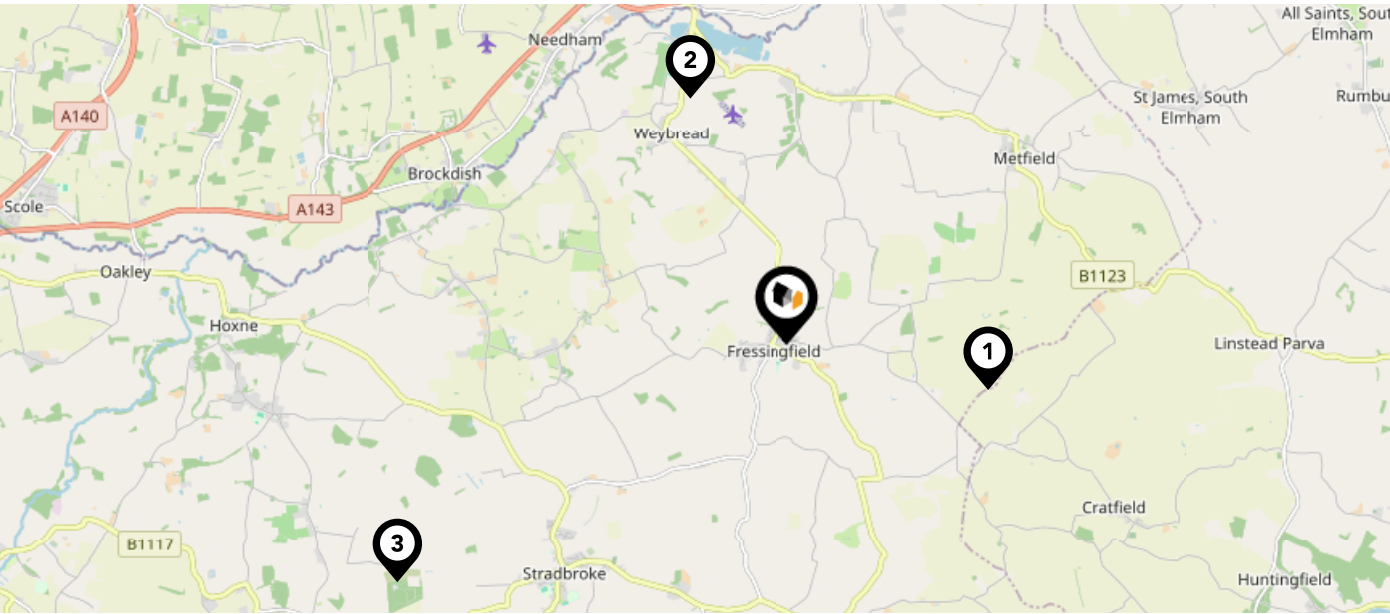 All Saints, Sout
Elmham
Needham
2
A140
St James, South
Elmham
Rumbu
Weybread
Metfield
Brockdish
Scole
A143
Oakley
B1123
Hoxne
Linstead Parva
Fressingfield
1
Cratfield
B1117
3
Stradbroke
Huntingfield